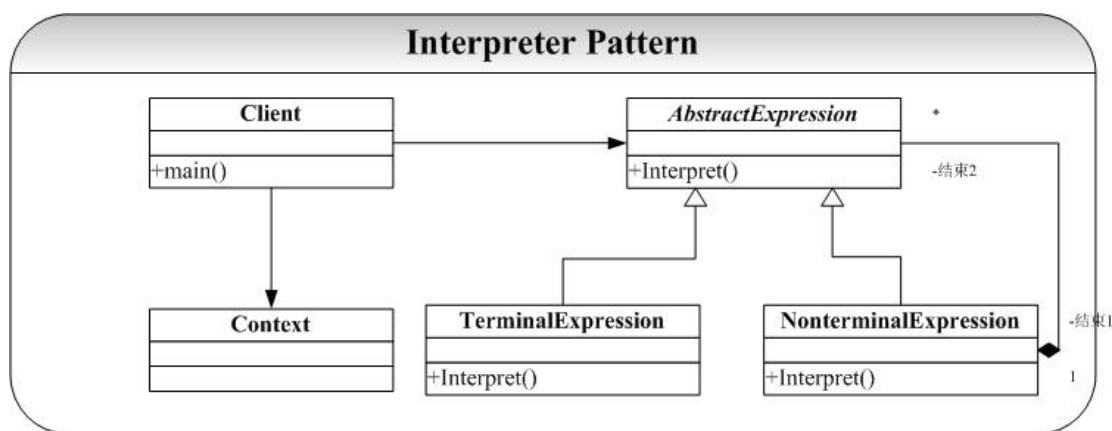 Interpreter Pattern
Client
AbstractExpression
*
+main()
+Interpret()
-结束2
Context
TerminalExpression
NonterminalExpression
-结束1
+Interpret()
+Interpret()
1